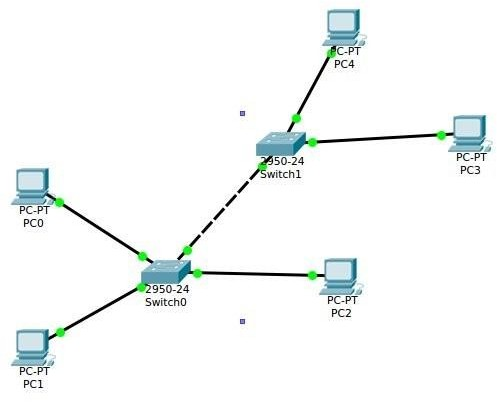 PC-PT
PC4
2950-24
Switch1
PC-PT
PC3
PC-PT
PC0
2950-24
Switch0
PC-PT
PC2
PC-PT
PC1